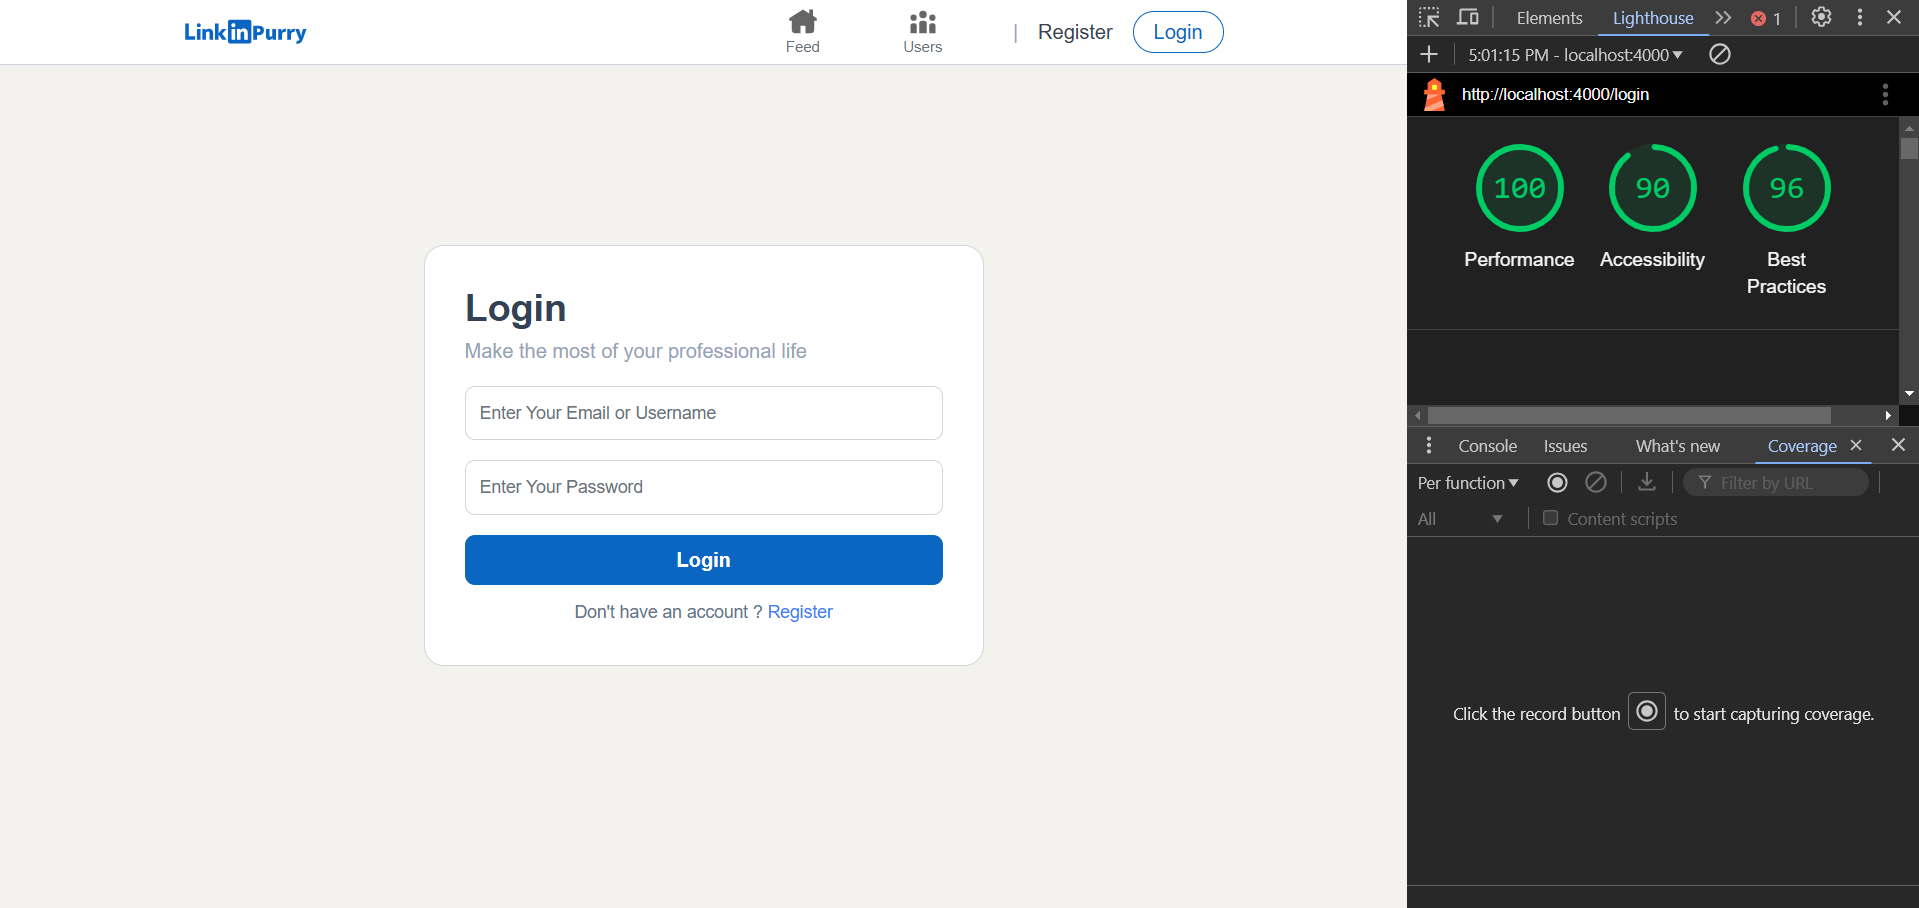 LinkinPurry
Feed
Users
|
Register
Login
Login
Make the most of your professional life
Enter Your Email or Username
Enter Your Password
Login
Don't have an account ? Register
Elements
Lighthouse
1
5:01:15 PM - localhost:4000
http://localhost:4000/login
100
90
96
Performance
Accessibility
Best
Practices
Console
Issues
What's new
Coverage
Per function
Filter by URL
All
Content scripts
Click the record button to start capturing coverage.